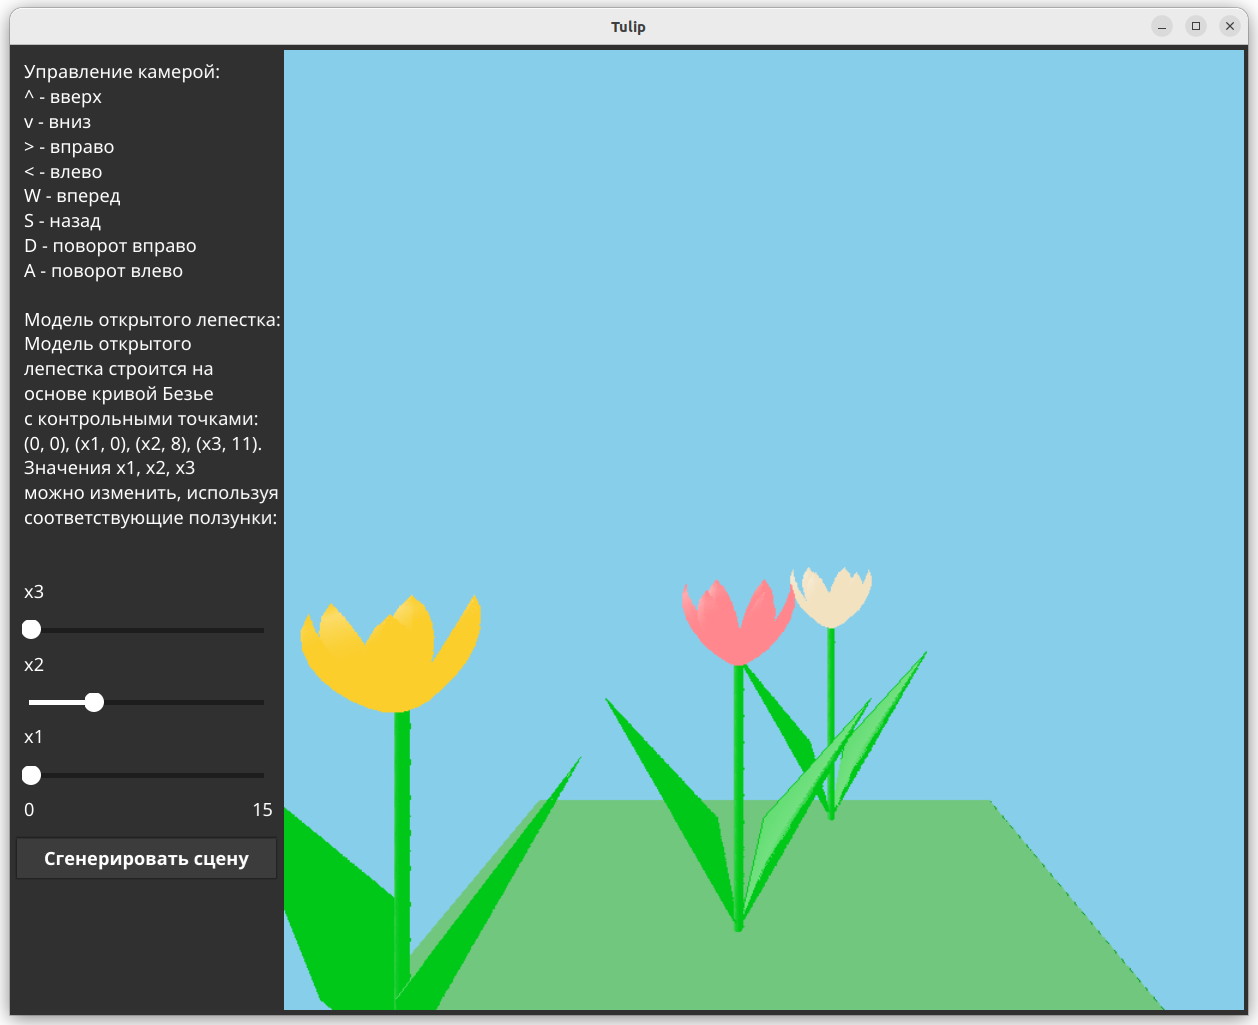 Tulip
Управление камерой:
^ - вверх
v - вниз
> - вправо
< - влево
W - вперед
S - назад
D - поворот вправо
A - поворот влево
Модель открытого лепестка:
Модель открытого
лепестка строится на
основе кривой Безье
с контрольными точками:
(0, 0), (x1, 0), (x2, 8), (x3, 11).
Значения x1, x2, x3
можно изменить, используя
соответствующие ползунки:
x3
x2
x1
0 15
Сгенерировать сцену